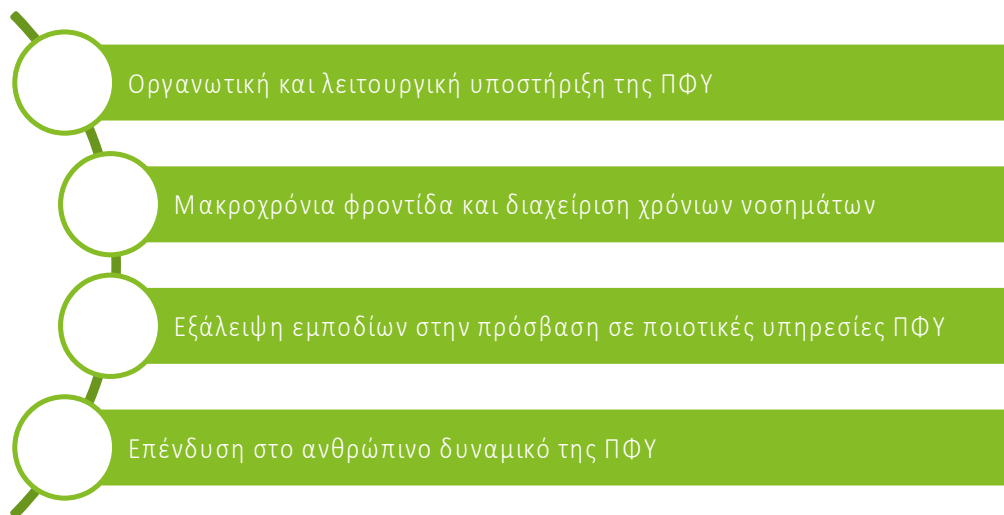 Οργανωτική και λειτουργική υποστήριξη της ΠΦΥ
Μακροχρόνια φροντίδα και διαχείριση χρόνιων νοσημάτων
Εξάλειψη εμποδίων στην πρόσβαση σε ποιοτικές υπηρεσίες ΠΦΥ
Επένδυση στο ανθρώπινο δυναμικό της ΠΦΥ